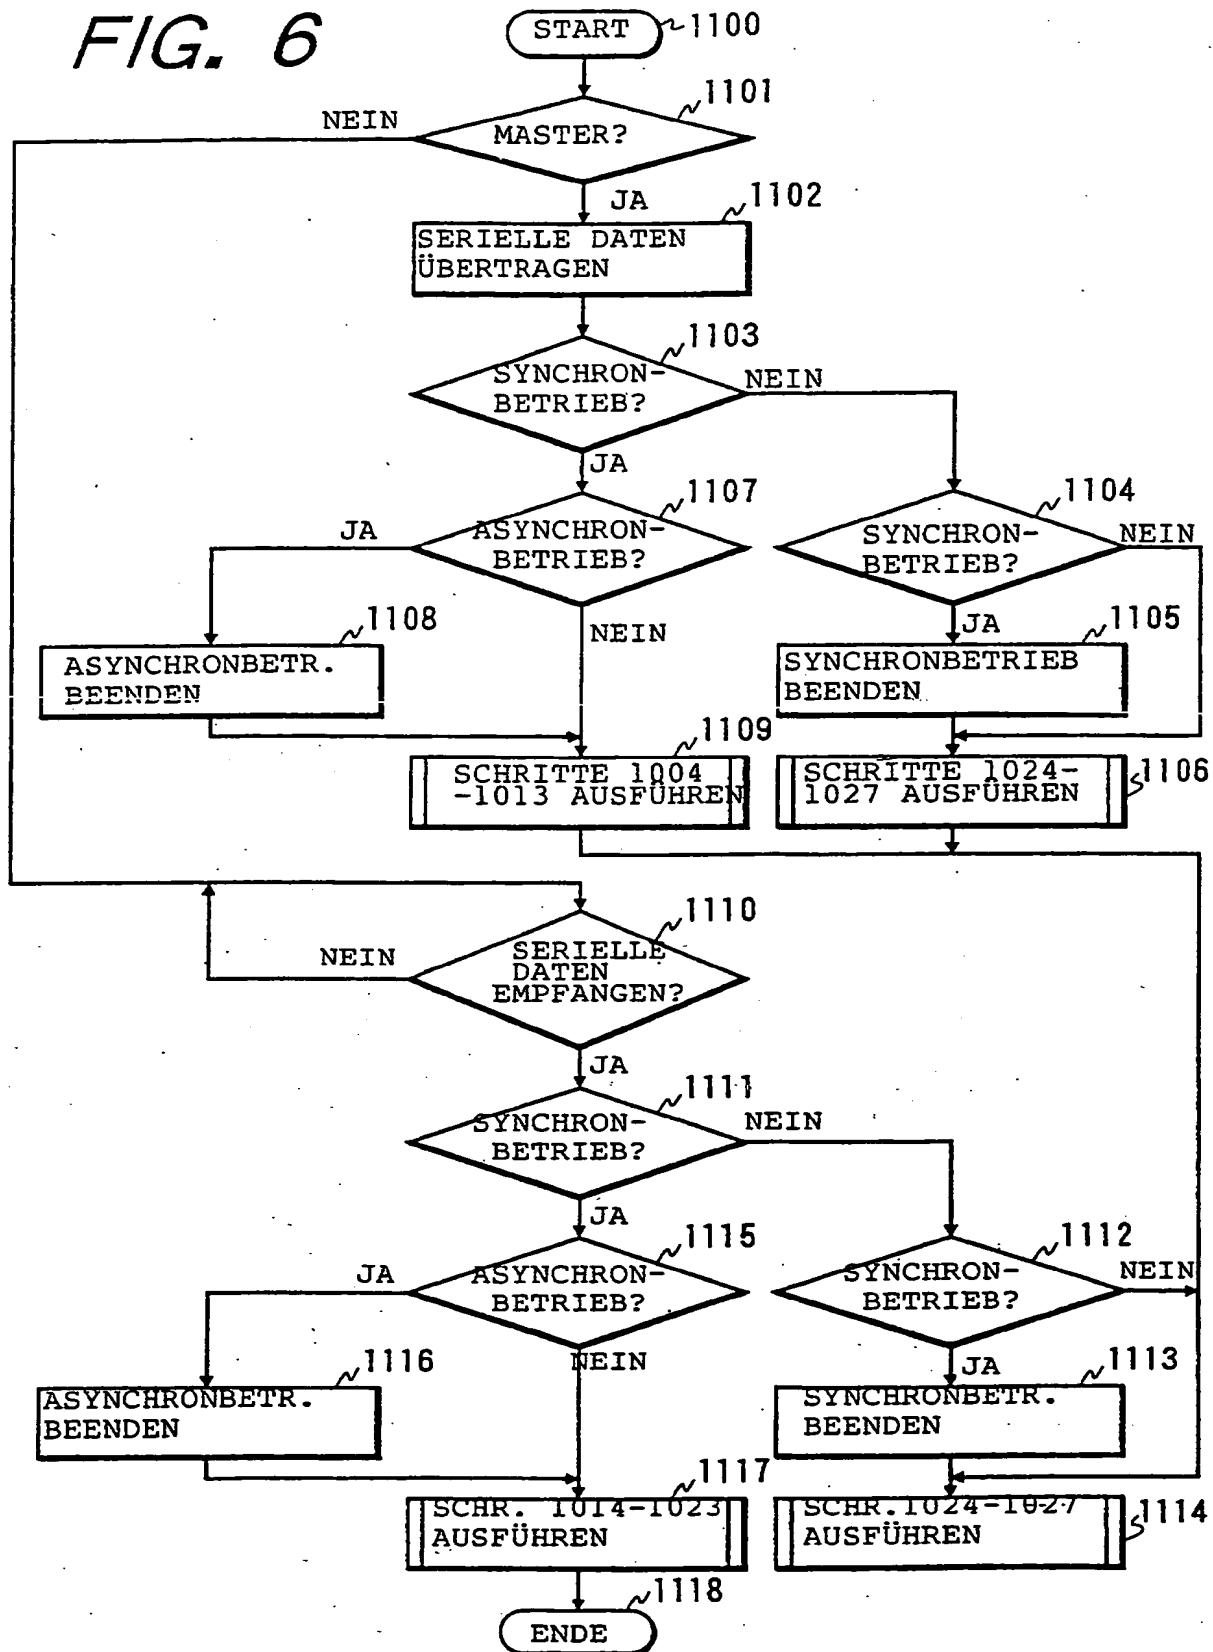 FIG. 6
START
1100
1101
NEIN
MASTER?
JA
1102
SERIELLE DATEN
ÜBERTRAGEN
1103
SYNCHRON-
BETRIEB?
NEIN
JA
1107
1104
JA
ASYNCHRON-
BETRIEB?
SYNCHRON-
BETRIEB?
NEIN
1108
NEIN
JA
1105
ASYNCHRONBETR.
BEENDEN
SYNCHRONBETRIEB
BEENDEN
1109
SCHRITTE 1004
-1013 AUSFÜHREN
SCHRITTE 1024-
1027 AUSFÜHREN
1106
1110
NEIN
SERIELLE
DATEN
EMPFANGEN?
JA
1111
SYNCHRON-
BETRIEB?
NEIN
JA
1115
1112
JA
ASYNCHRON-
BETRIEB?
SYNCHRON-
BETRIEB?
NEIN
1116
NEIN
JA
1113
ASYNCHRONBETR.
BEENDEN
SYNCHRONBETR.
BEENDEN
1117
SCHR. 1014-1023
AUSFÜHREN
SCHR.1024-1027
AUSFÜHREN
1114
1118
ENDE